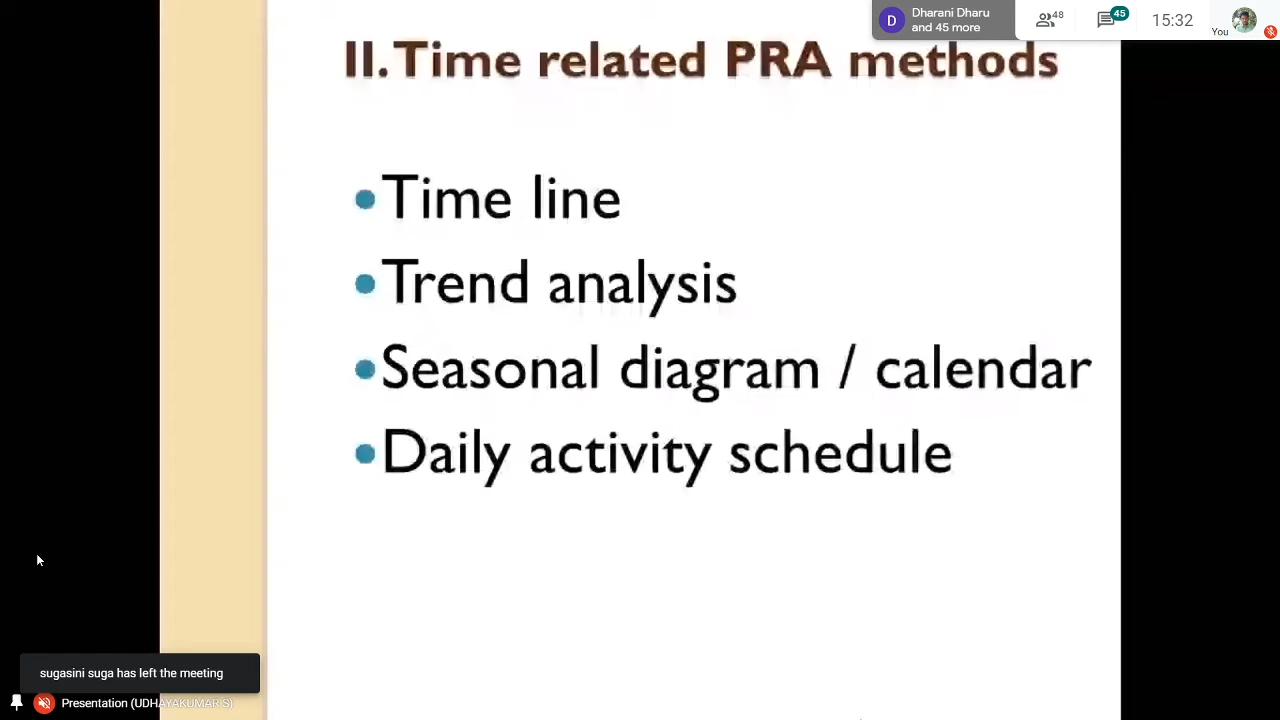 Dharani Dharu
and 45 more
48
45
15:32
You
D
II. Time related PRA methods
•Time line
•Trend analysis
•Seasonal diagram / calendar
•Daily activity schedule
sugasini suga has left the meeting
Presentation (UDHAYAKUMAR S)